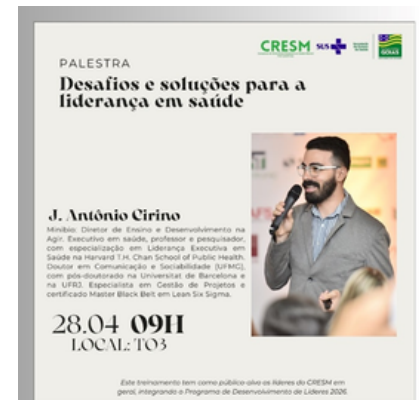 CRESM SUS
GOIÁS
PALESTRA
Desafios e soluções para a
liderança em saúde
J. Antônio Cirino
Minibio: Diretor de Ensino e Desenvolvimento na
Agir. Executivo em saúde, professor e pesquisador,
com especialização em Liderança Executiva em
Saúde na Harvard T.H. Chan School of Public Health.
Doutor em Comunicação e Sociabilidade (UFMG),
com pós-doutorado na Universitat de Barcelona e
na UFRJ. Especialista em Gestão de Projetos e
certificado Master Black Belt em Lean Six Sigma.
28.04 09H
LOCAL: TO3
Este treinamento tem como público-alvo os líderes do CRESM em
geral, integrando o Programa de Desenvolvimento de Líderes 2026